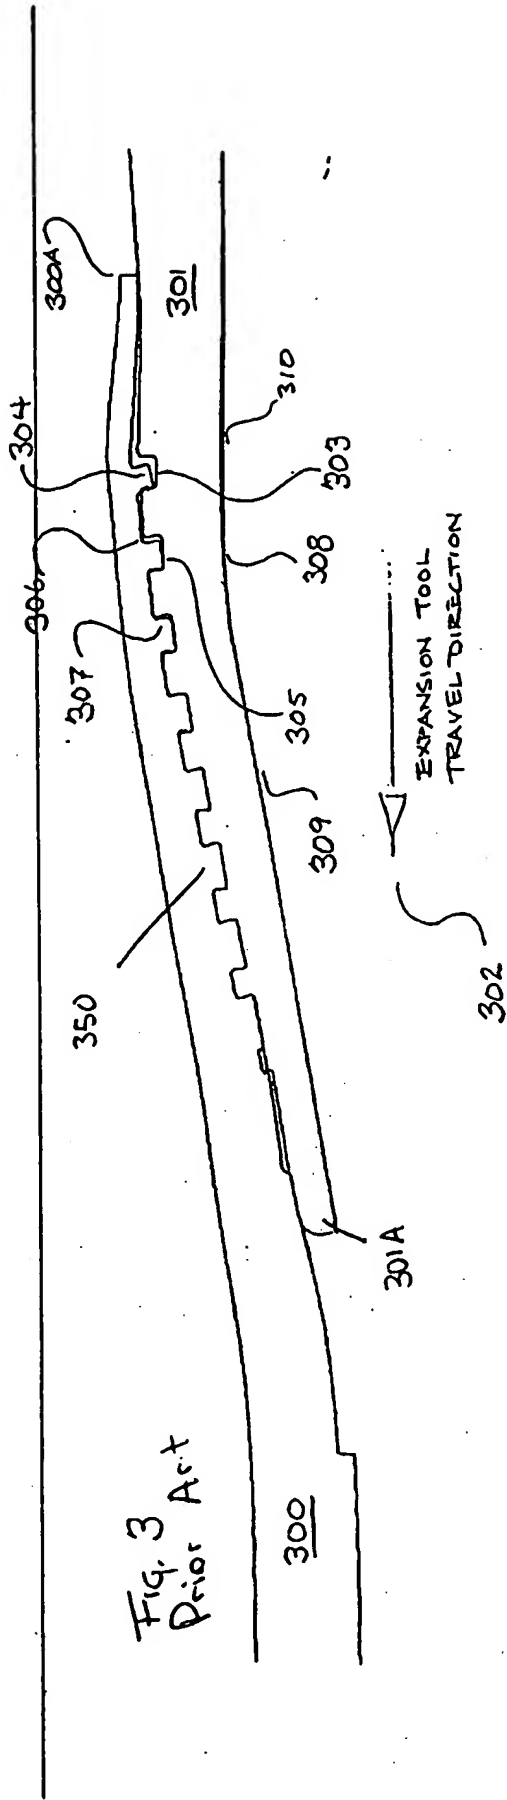 304
300A
306
301
307
310
303
308
305
350
309
EXPANSION TOOL
TRAVEL DIRECTION
302
301A
Fig. 3
Prior Art
300